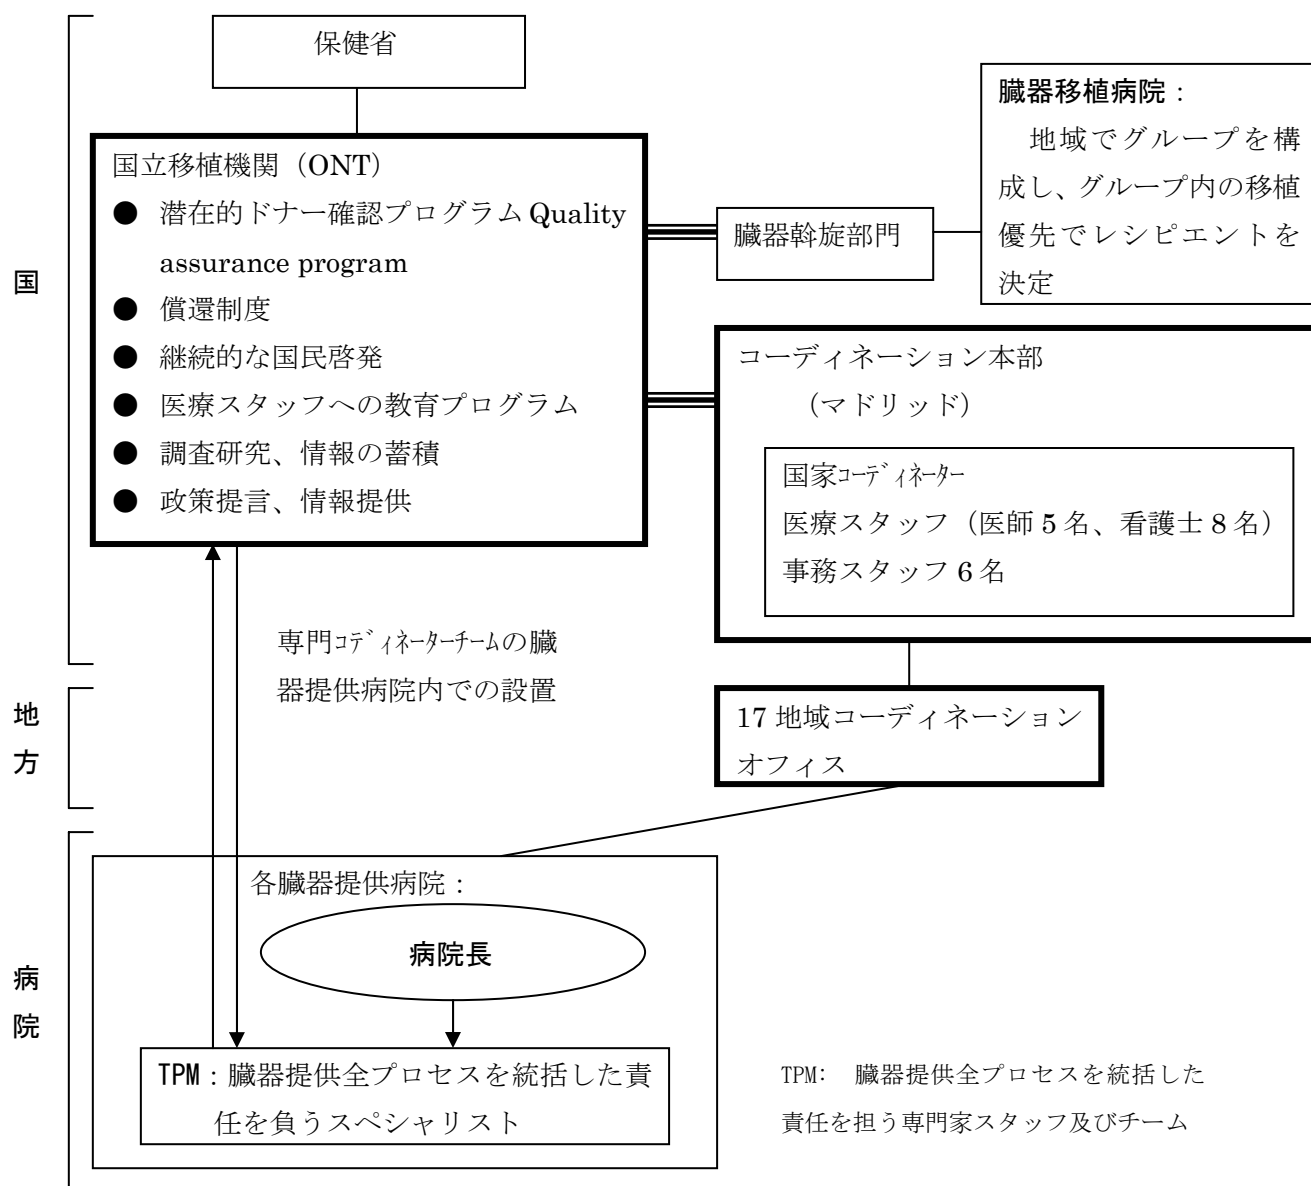 保健省
国立移植機関（ONT）
● 潜在的ドナー確認プログラム Quality
assurance program
● 償還制度
● 継続的な国民啓発
● 医療スタッフへの教育プログラム
● 調査研究、情報の蓄積
● 政策提言、情報提供
臓器斡旋部門
臓器移植病院：
地域でグループを構
成し、グループ内の移植
優先でレシピエントを
決定
国
コーディネーション本部
（マドリッド）
国家ｺｰﾃﾞｨﾈｰﾀｰ
医療スタッフ（医師 5 名、看護士 8 名）
事務スタッフ 6 名
専門ｺﾃﾞｨﾈｰﾀｰﾁｰﾑの臓
器提供病院内での設置
地
方
17 地域コーディネーション
オフィス
病
院
各臓器提供病院：
病院長
TPM：臓器提供全プロセスを統括した責
任を負うスペシャリスト
TPM: 臓器提供全プロセスを統括した
責任を担う専門家スタッフ及びチーム